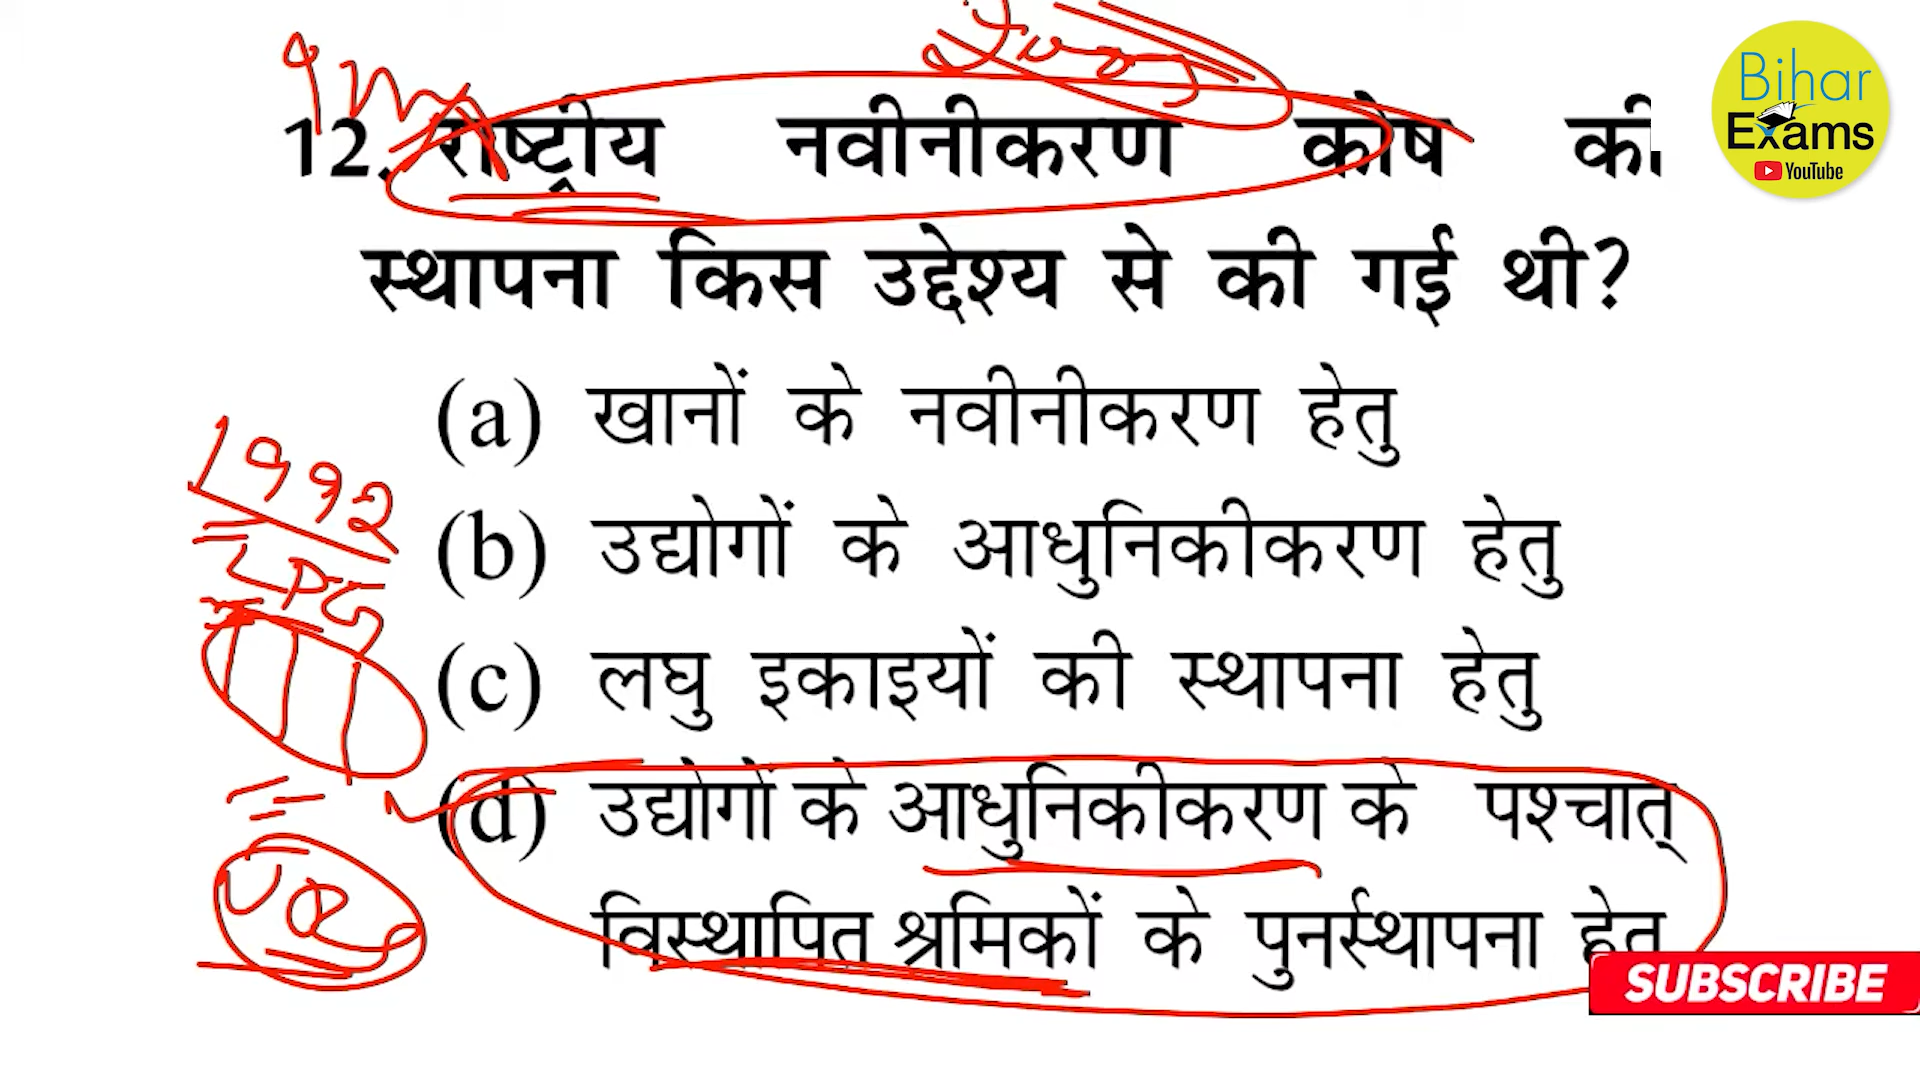 Bihar
Exams
YouTube
12. राष्ट्रीय नवीनीकरण कोष की
स्थापना किस उद्देश्य से की गई थी?
(a) खानों के नवीनीकरण हेतु
1992
(b) उद्योगों के आधुनिकीकरण हेतु
LPG
(c) लघु इकाइयों की स्थापना हेतु
(d) उद्योगों के आधुनिकीकरण के पश्चात्
विस्थापित श्रमिकों के पुनर्स्थापना हेतु
SUBSCRIBE